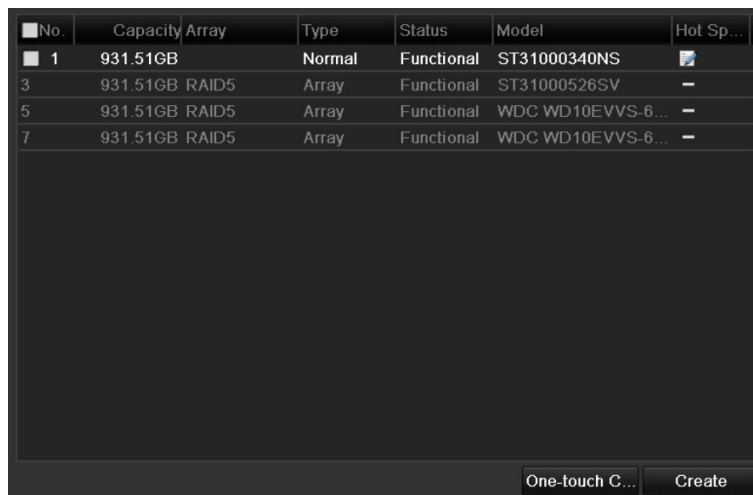 No. Capacity Array Type Status Model Hot Sp...
1 931.51GB Normal Functional ST31000340NS
3 931.51GB RAID5 Array Functional ST31000526SV –
5 931.51GB RAID5 Array Functional WDC WD10EVVS-6... –
7 931.51GB RAID5 Array Functional WDC WD10EVVS-6... –
One-touch C... Create